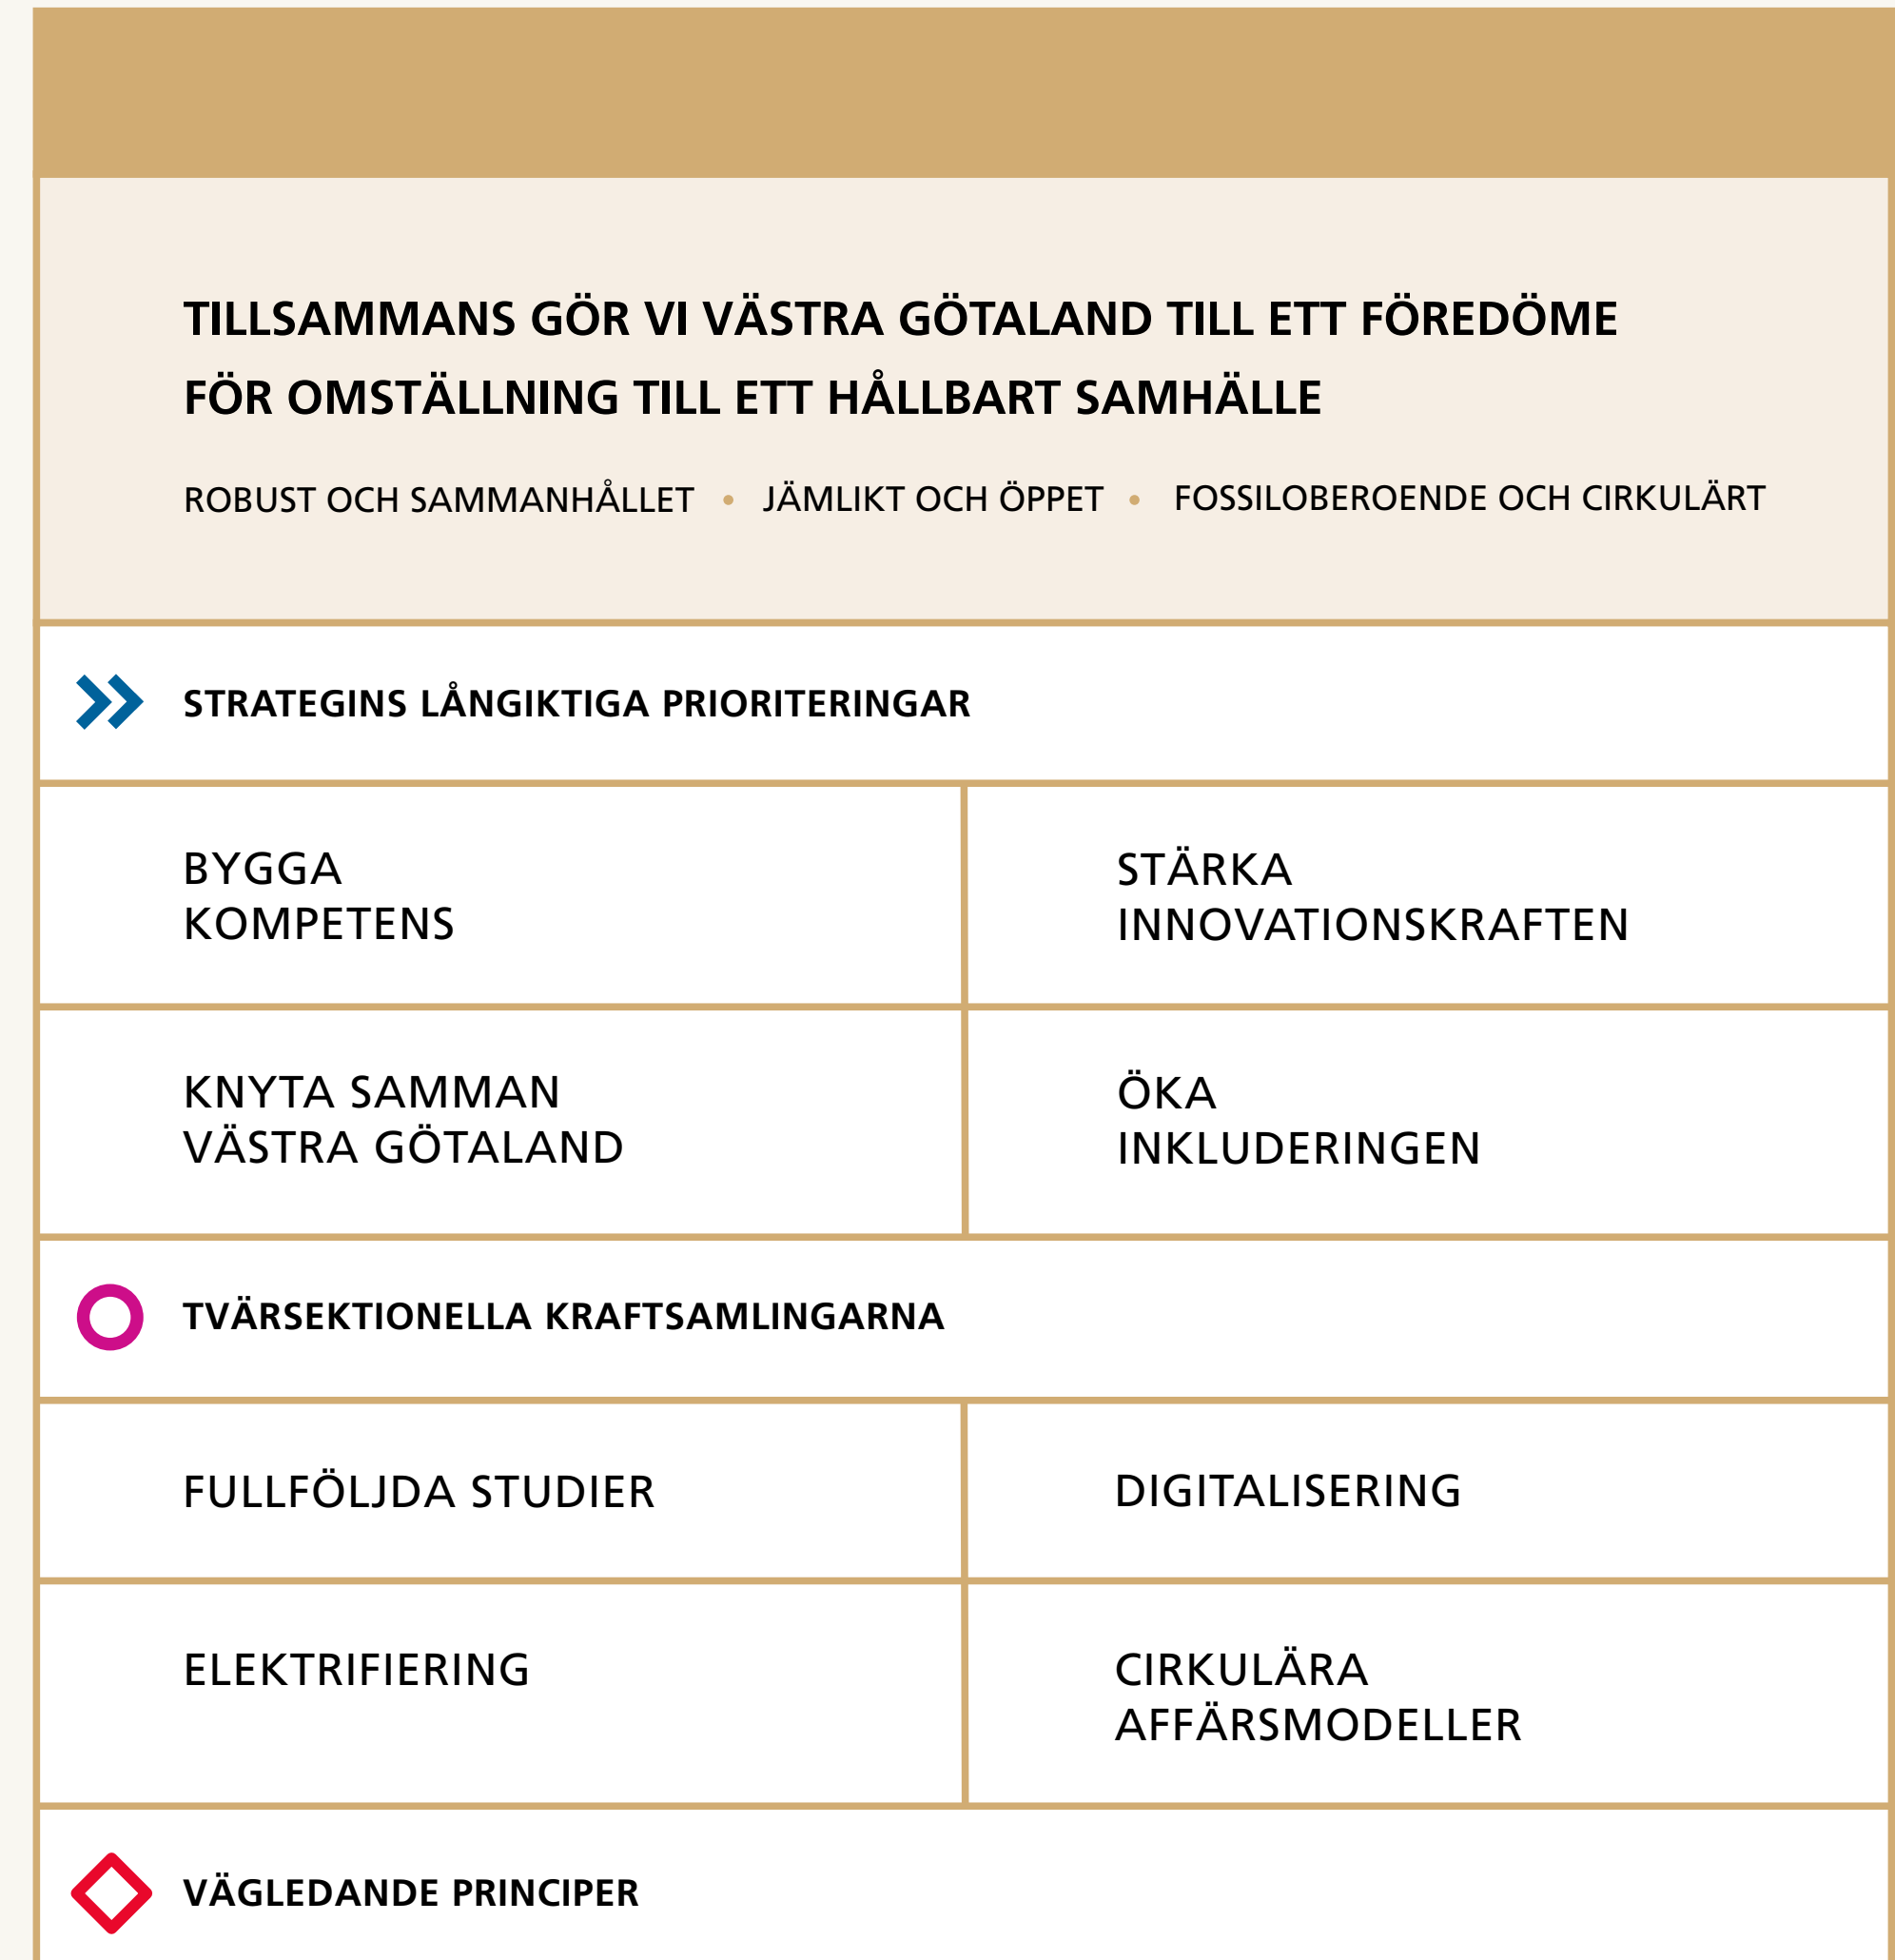 TILLSAMMANS GÖR VI VÄSTRA GÖTALAND TILL ETT FÖREDÖME
FÖR OMSTÄLLNING TILL ETT HÅLLBART SAMHÄLLE
ROBUST OCH SAMMANHÅLLET • JÄMLIKT OCH ÖPPET • FOSSILOBEROENDE OCH CIRKULÄRT
STRATEGINS LÅNGIKTIGA PRIORITERINGAR
BYGGA
KOMPETENS
STÄRKA
INNOVATIONSKRAFTEN
KNYTA SAMMAN
VÄSTRA GÖTALAND
ÖKA
INKLUDERINGEN
TVÄRSEKTIONELLA KRAFTSAMLINGARNA
FULLFÖLJDA STUDIER
DIGITALISERING
ELEKTRIFIERING
CIRKULÄRA
AFFÄRSMODELLER
VÄGLEDANDE PRINCIPER